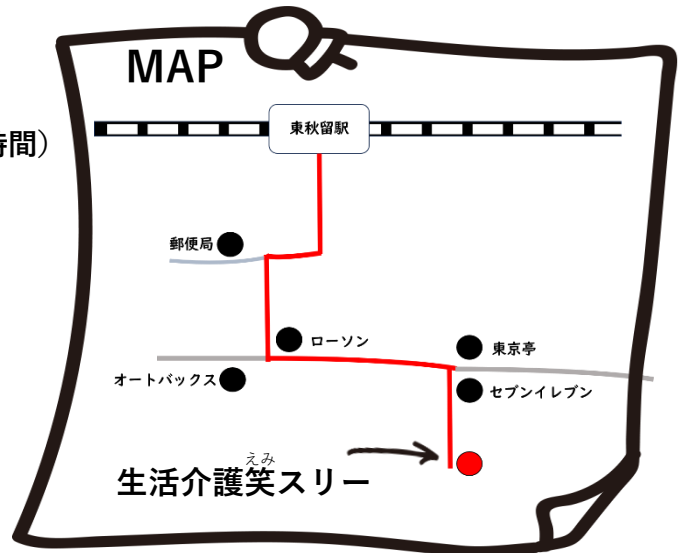 MAP
時間）
東秋留駅
郵便局
ローソン
東京亭
オートバックス
セブンイレブン
えみ
生活介護笑スリー